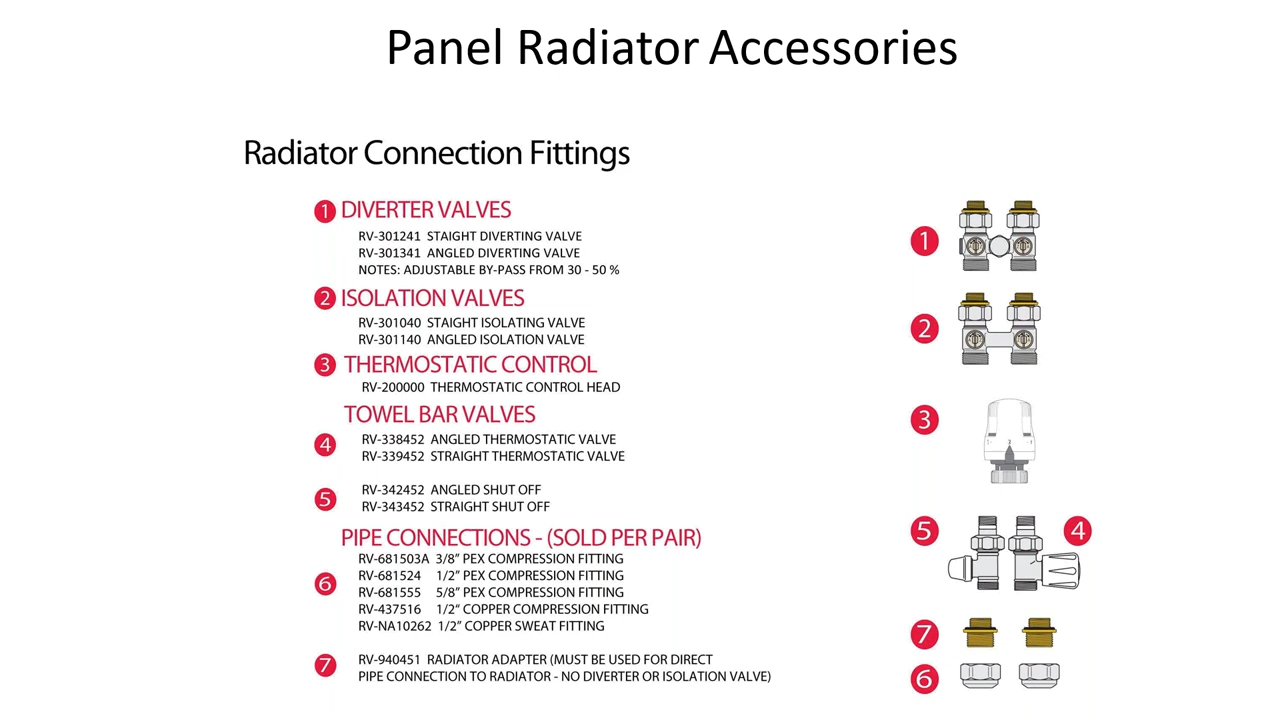 Panel Radiator Accessories
Radiator Connection Fittings
1 DIVERTER VALVES
RV-301241 STAIGHT DIVERTING VALVE
RV-301341 ANGLED DIVERTING VALVE
NOTES: ADJUSTABLE BY-PASS FROM 30 - 50 %
2 ISOLATION VALVES
RV-301040 STAIGHT ISOLATING VALVE
RV-301140 ANGLED ISOLATION VALVE
3 THERMOSTATIC CONTROL
RV-200000 THERMOSTATIC CONTROL HEAD
TOWEL BAR VALVES
4
RV-338452 ANGLED THERMOSTATIC VALVE
RV-339452 STRAIGHT THERMOSTATIC VALVE
5
RV-342452 ANGLED SHUT OFF
RV-343452 STRAIGHT SHUT OFF
PIPE CONNECTIONS - (SOLD PER PAIR)
6
RV-681503A 3/8” PEX COMPRESSION FITTING
RV-681524 1/2” PEX COMPRESSION FITTING
RV-681555 5/8” PEX COMPRESSION FITTING
RV-437516 1/2“ COPPER COMPRESSION FITTING
RV-NA10262 1/2” COPPER SWEAT FITTING
7
RV-940451 RADIATOR ADAPTER (MUST BE USED FOR DIRECT
PIPE CONNECTION TO RADIATOR - NO DIVERTER OR ISOLATION VALVE)
1
2
3
5 4
7
6